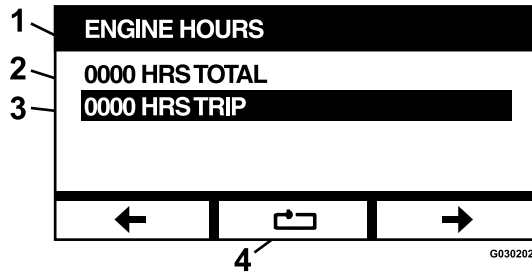 1 ENGINE HOURS
2 0000 HRS TOTAL
3 0000 HRS TRIP
4
G030202